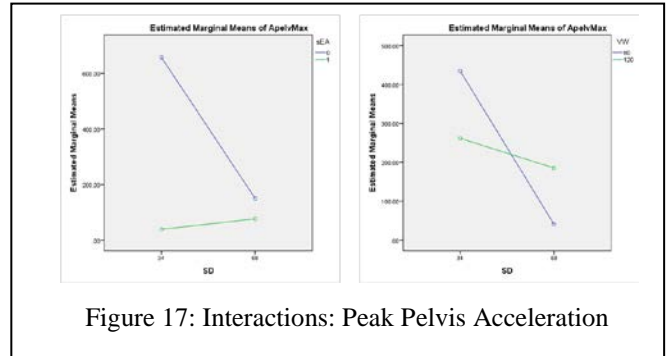 Estimated Marginal Means of ApelvMax
sEA
0
1
Estimated Marginal Means
600.00
400.00
200.00
.00
SD
Estimated Marginal Means of ApelvMax
VW
120
Estimated Marginal Means
500.00
400.00
300.00
200.00
100.00
.00
SD
Figure 17: Interactions: Peak Pelvis Acceleration